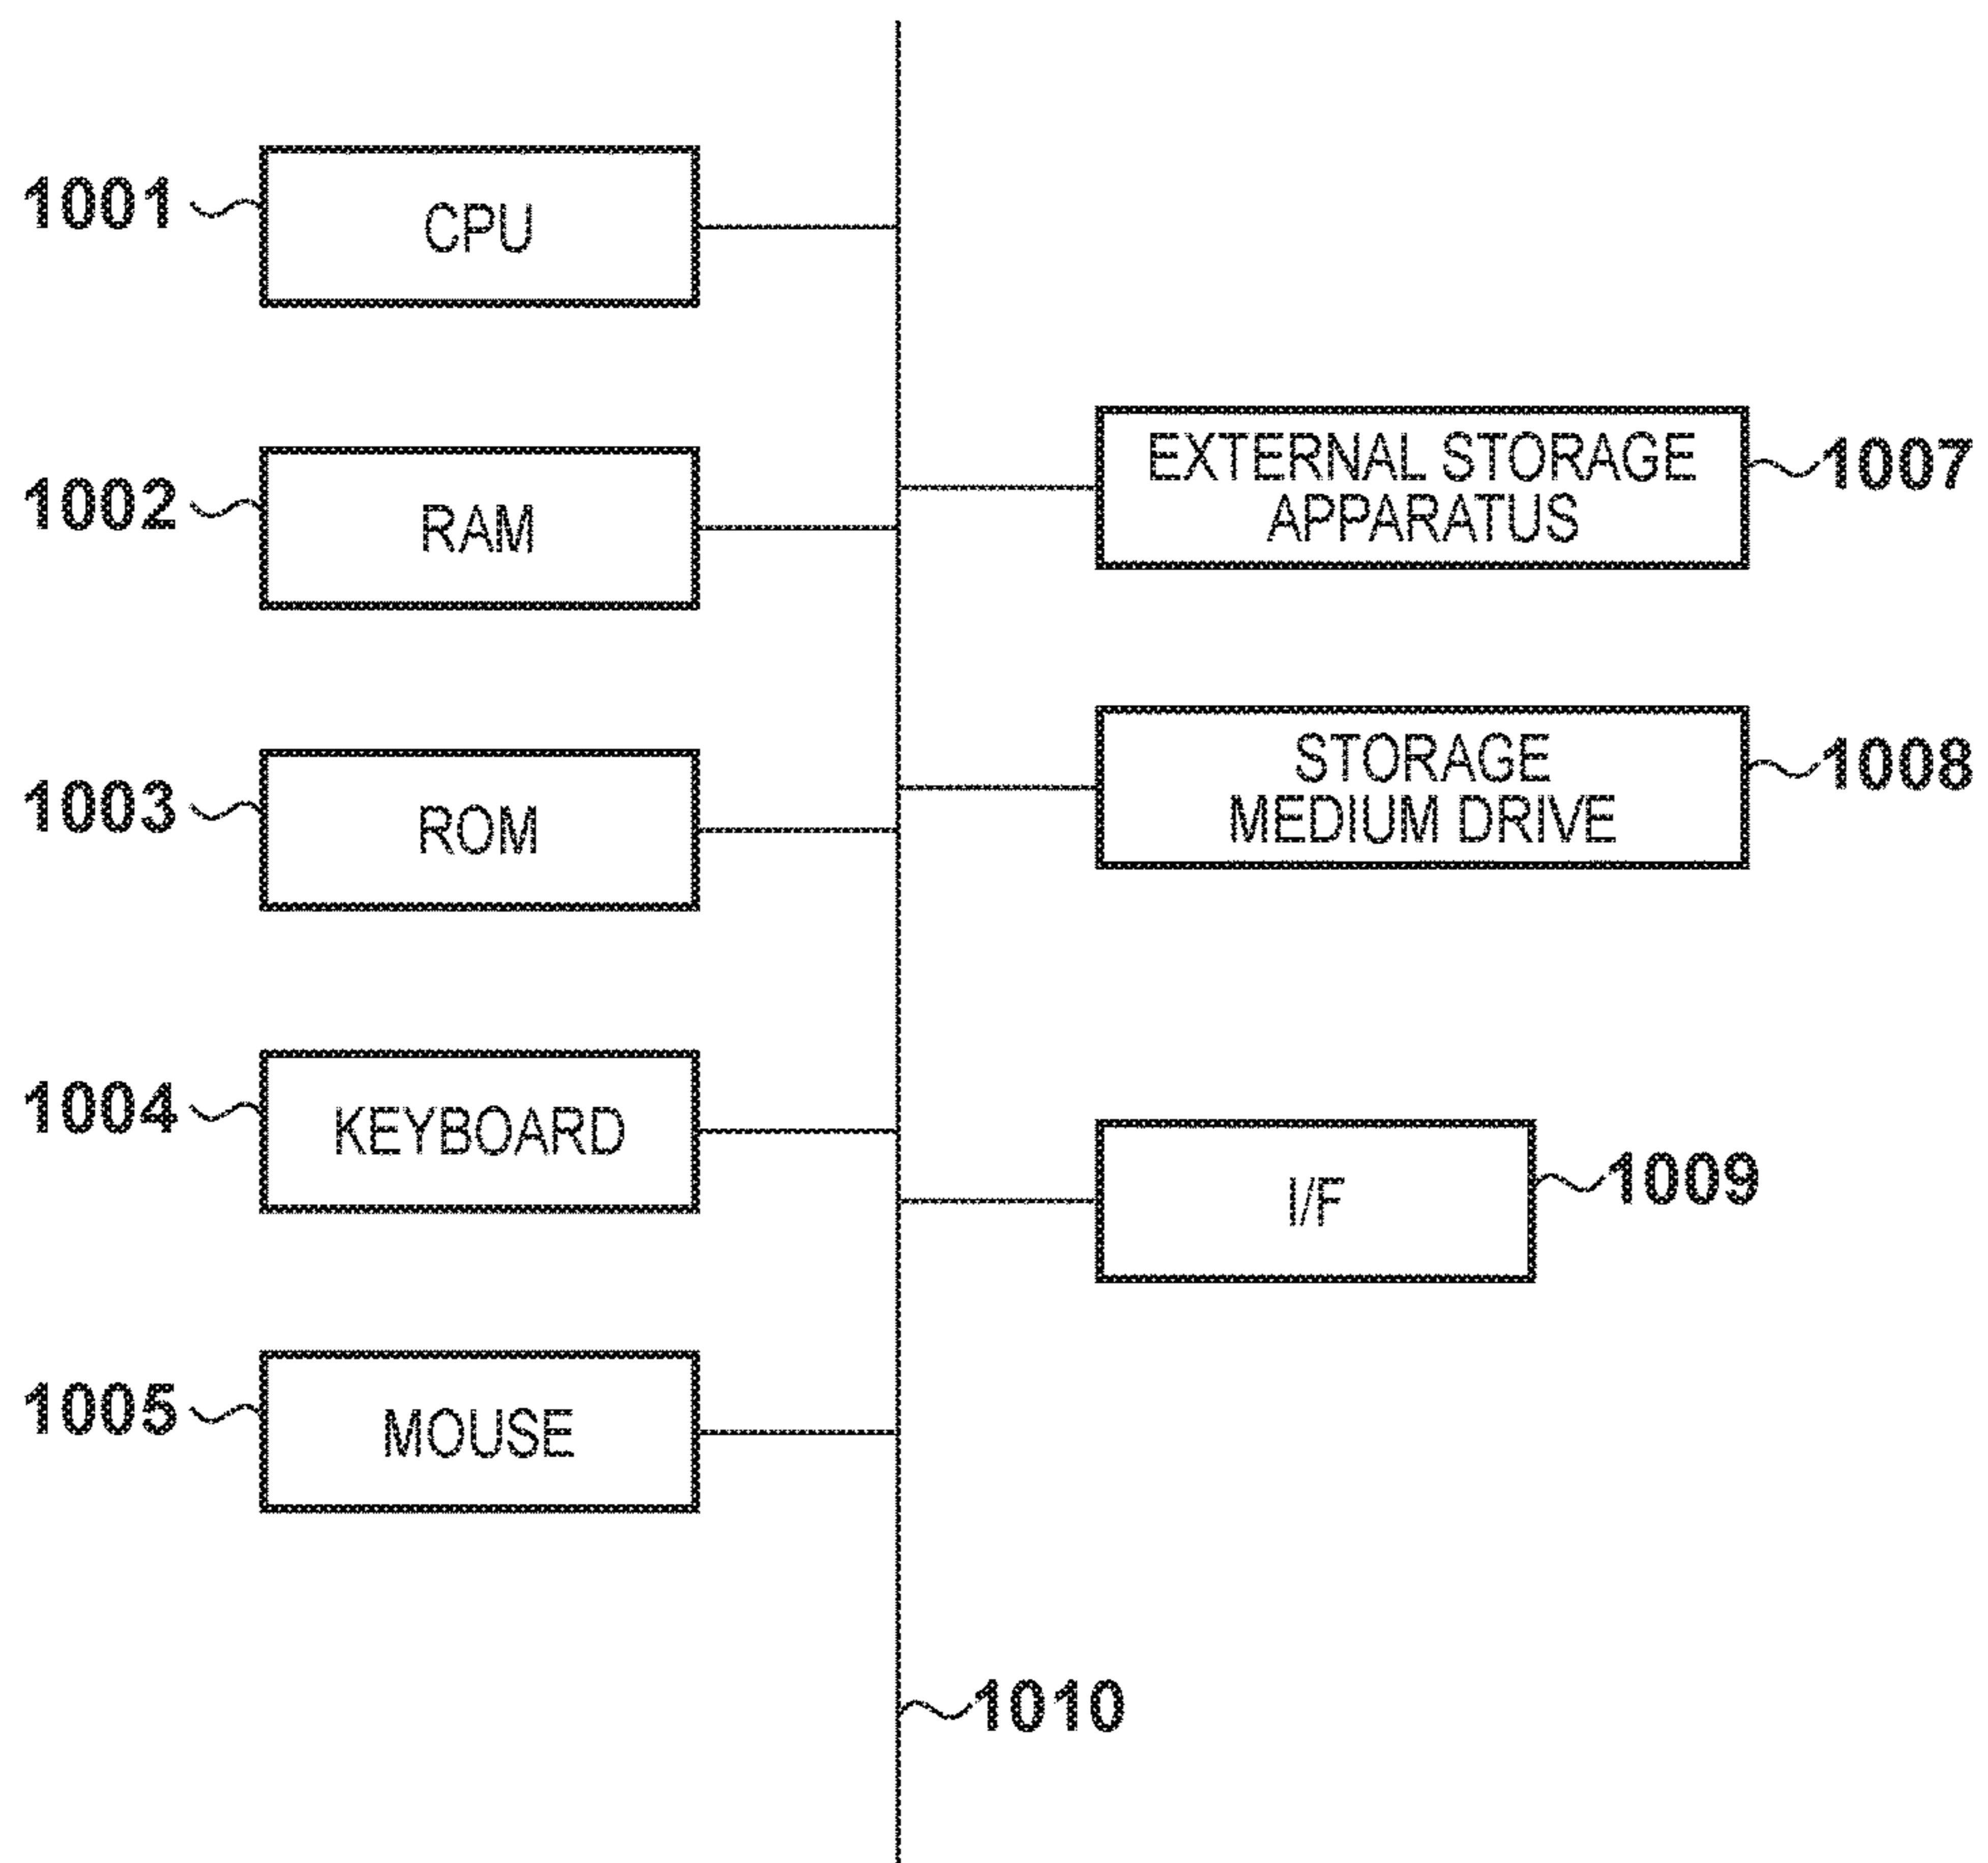 1001
CPU
1002
RAM
1003
ROM
1004
KEYBOARD
1005
MOUSE
EXTERNAL STORAGE
APPARATUS
1007
STORAGE
MEDIUM DRIVE
1008
I/F
1009
1010